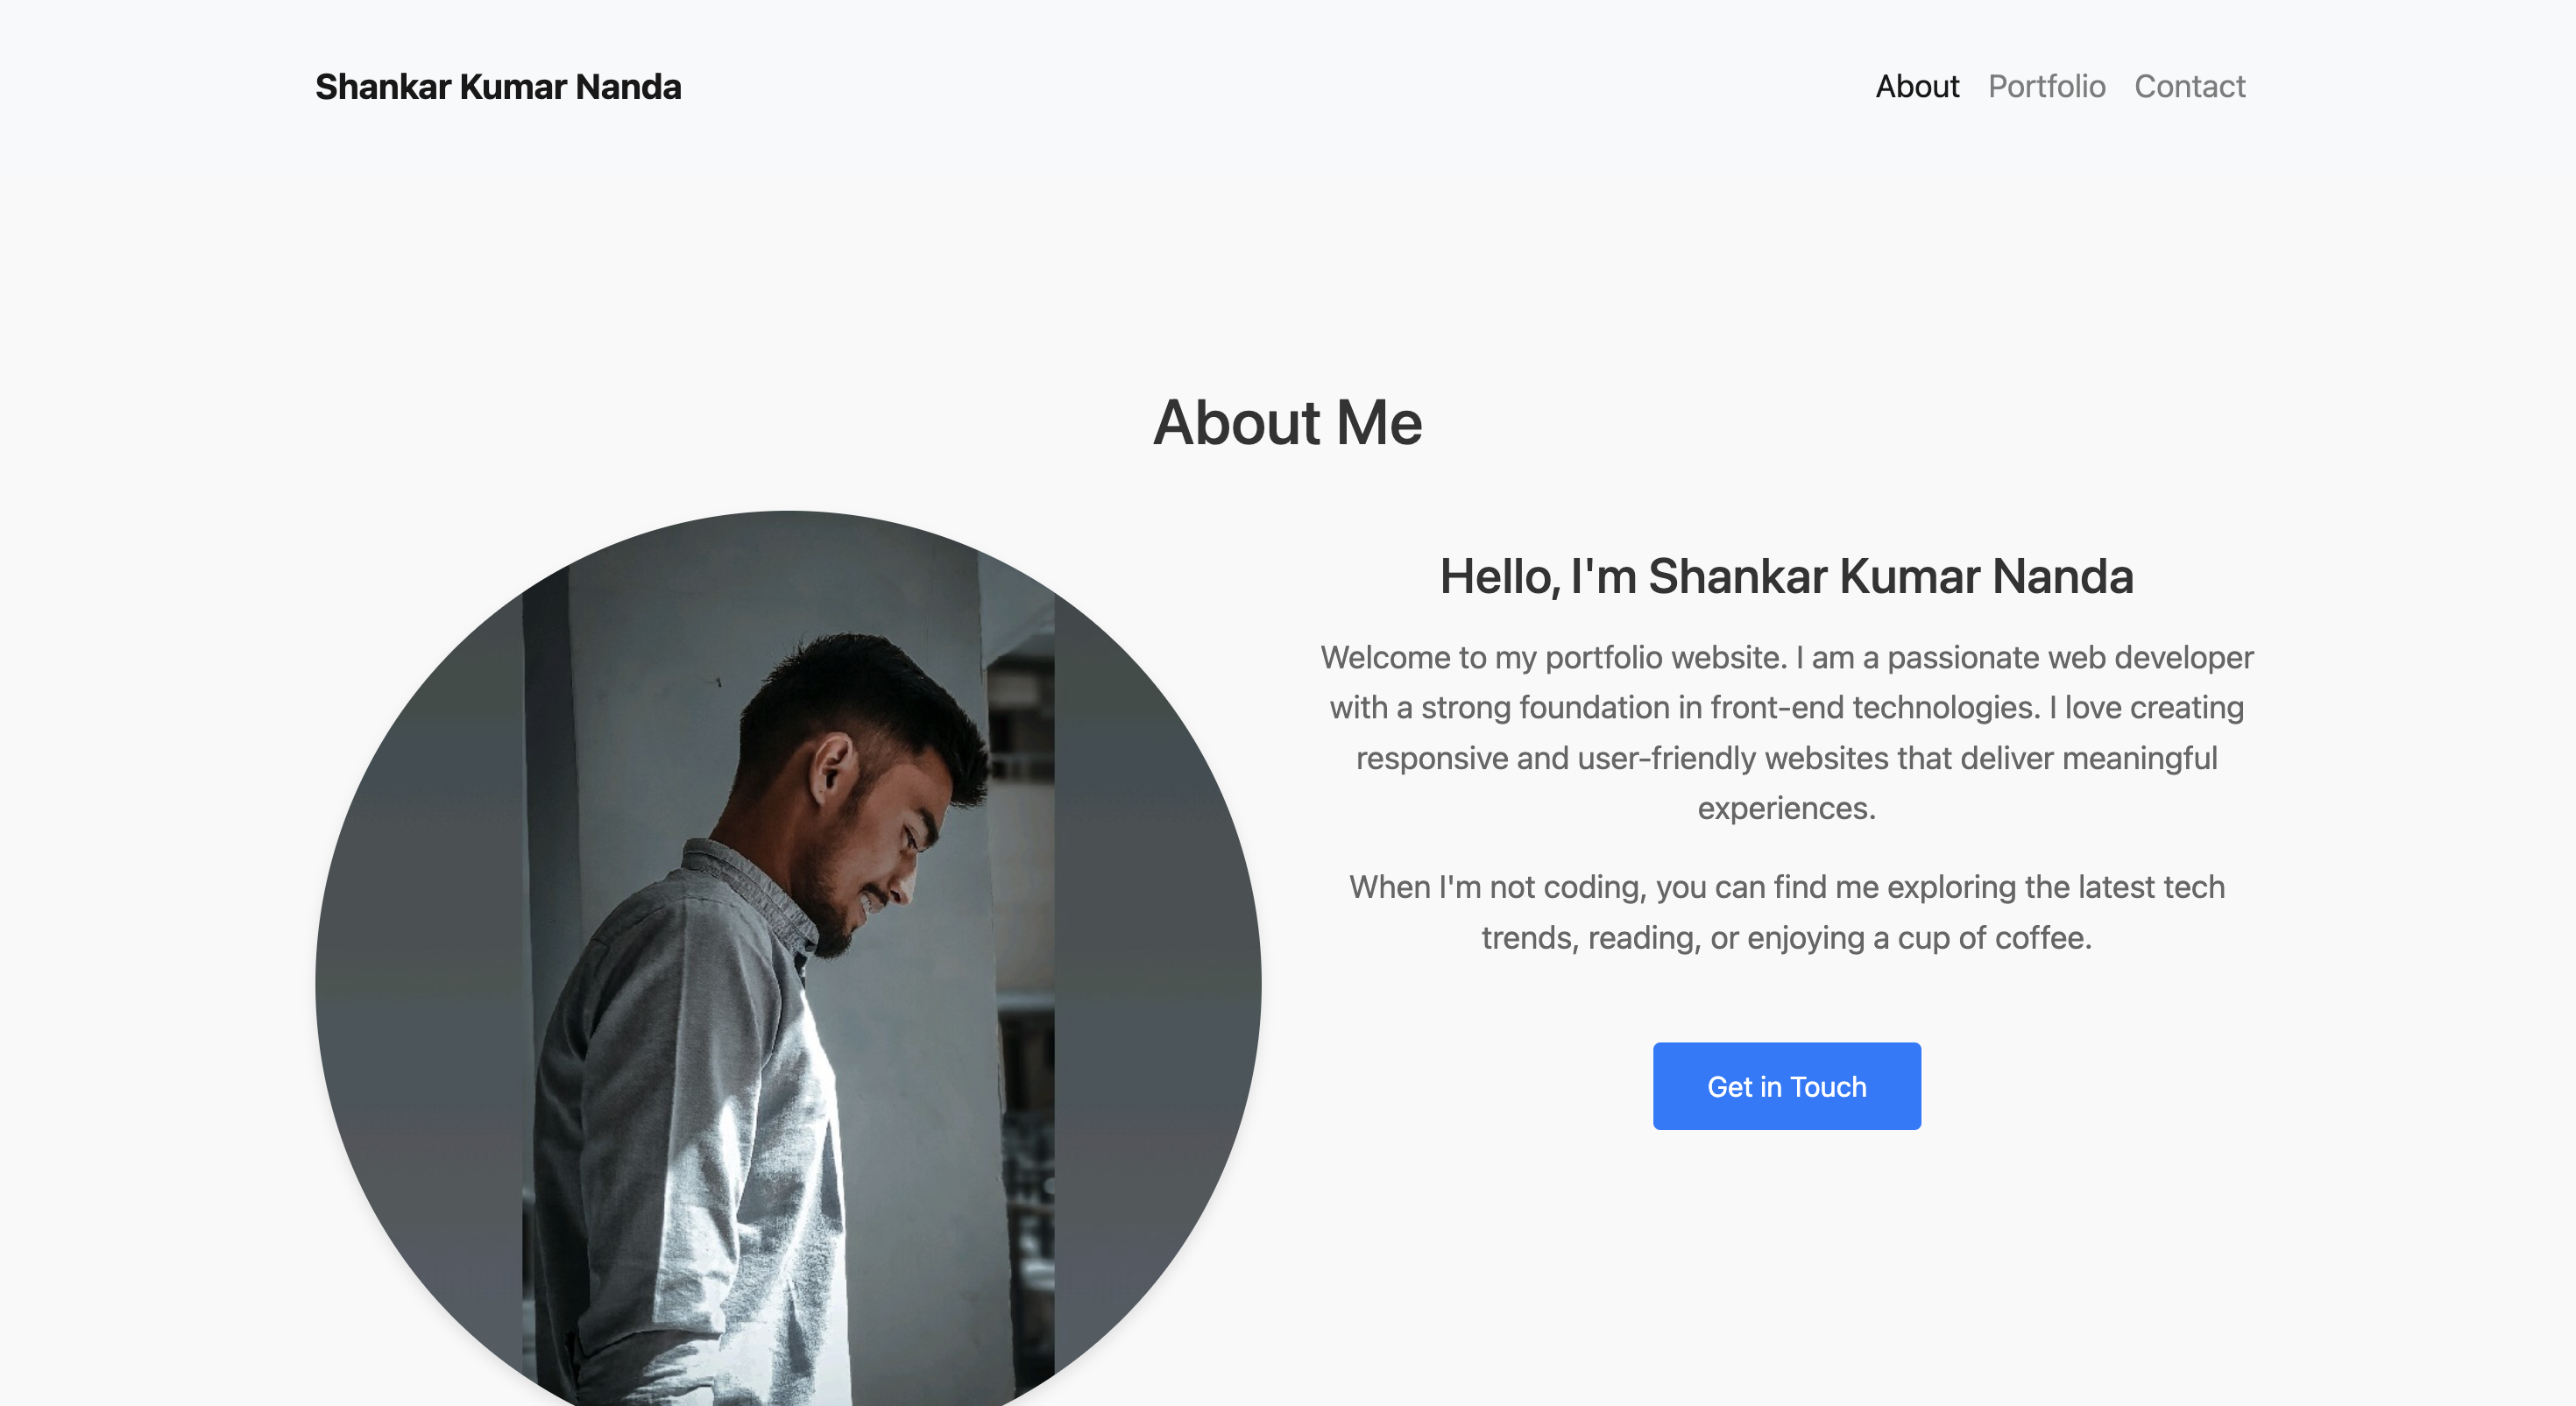 Shankar Kumar Nanda
About Portfolio Contact
About Me
Hello, I'm Shankar Kumar Nanda
Welcome to my portfolio website. I am a passionate web developer
with a strong foundation in front-end technologies. I love creating
responsive and user-friendly websites that deliver meaningful
experiences.
When I'm not coding, you can find me exploring the latest tech
trends, reading, or enjoying a cup of coffee.
Get in Touch